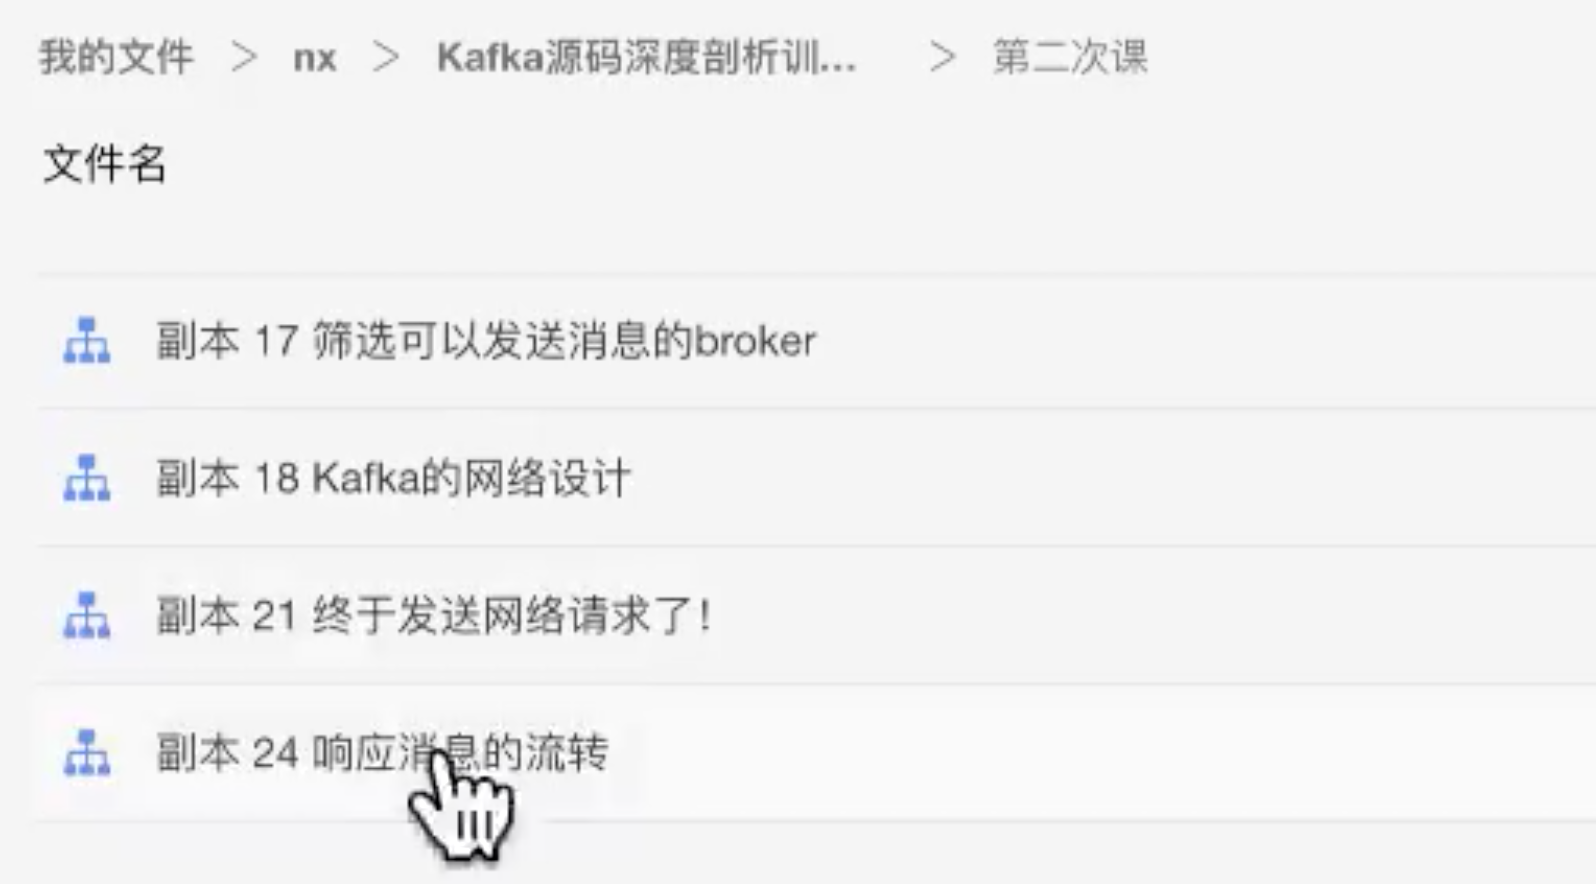 我的文件 > nx > Kafka源码深度剖析训... > 第二次课
文件名
副本 17 筛选可以发送消息的broker
副本 18 Kafka的网络设计
副本 21 终于发送网络请求了!
副本 24 响应消息的流转